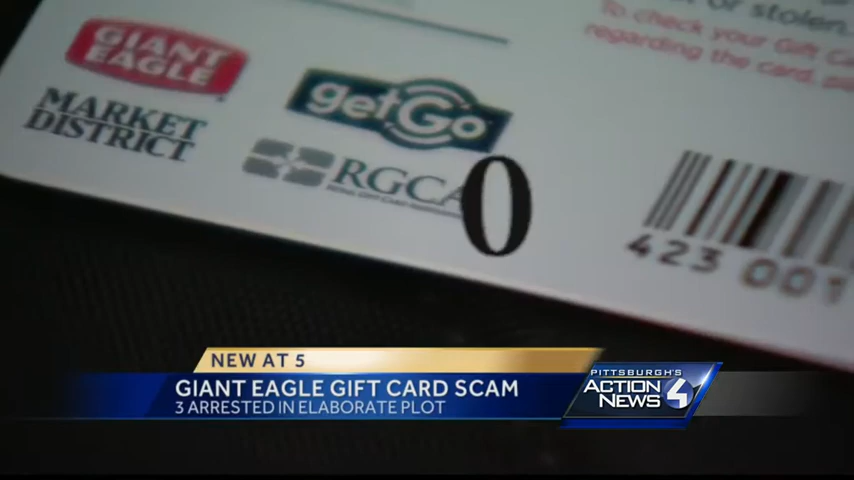 or stolen.
To check your Gift Ca
regarding the card,
GIANT
EAGLE
MARKET
DISTRICT
getGo
RGCA
0
423 001
NEW AT 5
GIANT EAGLE GIFT CARD SCAM
3 ARRESTED IN ELABORATE PLOT
PITTSBURGH'S
ACTION
NEWS 4